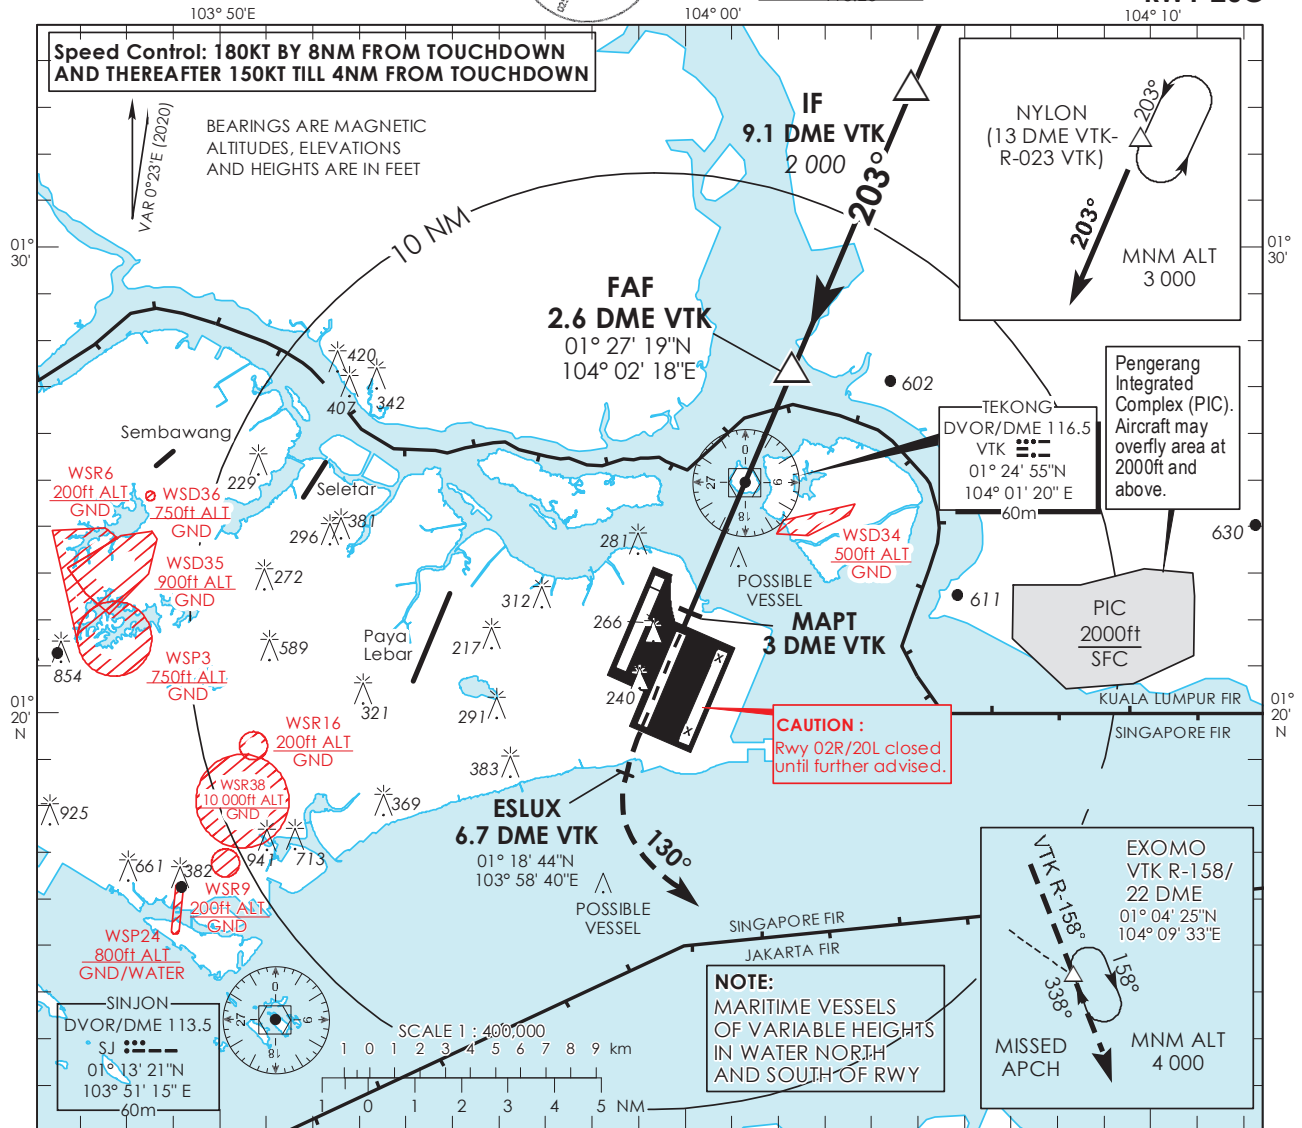 103° 50'E
104° 00'
104° 10'
Speed Control: 180KT BY 8NM FROM TOUCHDOWN
AND THEREAFTER 150KT TILL 4NM FROM TOUCHDOWN
VAR 0°23'E (2020)
BEARINGS ARE MAGNETIC
ALTITUDES, ELEVATIONS
AND HEIGHTS ARE IN FEET
10 NM
IF
9.1 DME VTK
2 000
203°
NYLON
(13 DME VTK-
R-023 VTK)
203°
203°
MNM ALT
3 000
01°
30'
01°
30'
FAF
2.6 DME VTK
01° 27' 19"N
104° 02' 18"E
420
407
342
602
Pengerang
Integrated
Complex (PIC).
Aircraft may
overfly area at
2000ft and
above.
TEKONG
DVOR/DME 116.5
VTK
01° 24' 55"N
104° 01' 20" E
60m
Sembawang
229
Seletar
WSR6
200ft ALT
GND
WSD36
750ft ALT
GND
296
381
WSD35
900ft ALT
GND
272
281
0
9
18
27
WSD34
500ft ALT
GND
630
POSSIBLE
VESSEL
312
611
266
MAPT
3 DME VTK
PIC
2000ft
SFC
589
Paya
Lebar
217
854
WSP3
750ft ALT
GND
321
291
240
x
x
KUALA LUMPUR FIR
SINGAPORE FIR
01°
20'
N
01°
20'
N
CAUTION :
Rwy 02R/20L closed
until further advised.
WSR16
200ft ALT
GND
383
WSR38
10 000ft ALT
GND
925
369
ESLUX
6.7 DME VTK
01° 18' 44"N
103° 58' 40"E
130°
941
713
661
382
WSR9
200ft ALT
GND
POSSIBLE
VESSEL
WSP24
800ft ALT
GND/WATER
SINGAPORE FIR
JAKARTA FIR
VTK R-158°
EXOMO
VTK R-158/
22 DME
01° 04' 25"N
104° 09' 33"E
158°
338°
MISSED
APCH
MNM ALT
4 000
NOTE:
MARITIME VESSELS
OF VARIABLE HEIGHTS
IN WATER NORTH
AND SOUTH OF RWY
SINJON
DVOR/DME 113.5
SJ
01° 13' 21"N
103° 51' 15" E
60m
0
9
18
27
SCALE 1 : 400,000
1 0 1 2 3 4 5 6 7 8 9 km
1 0 1 2 3 4 5 NM